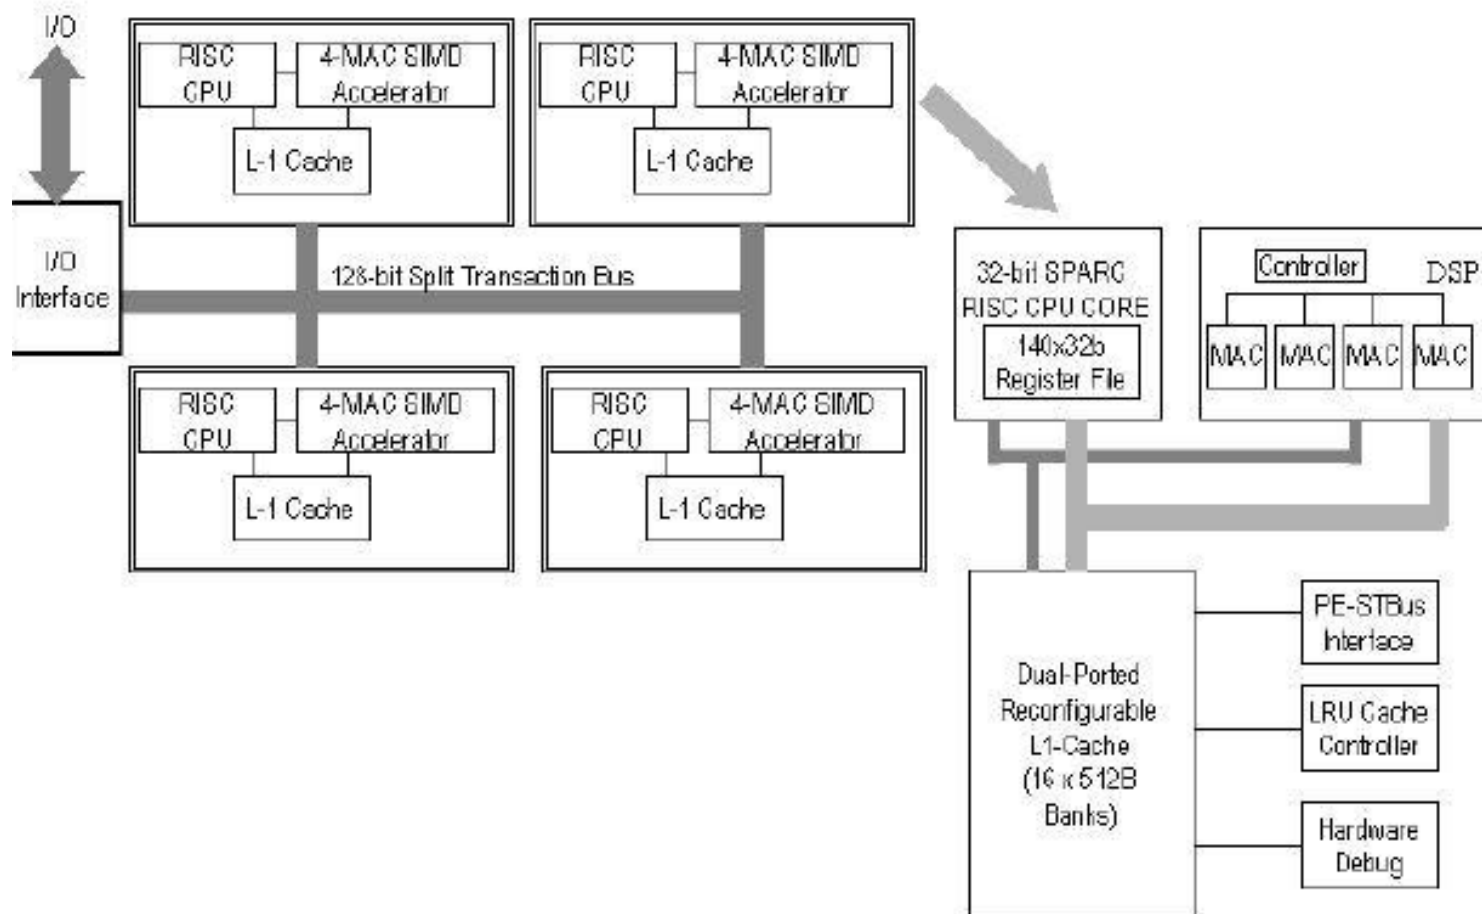 I/O
RISC
CPU
4-MAC SIMD
Accelerator
L-1 Cache
RISC
CPU
4-MAC SIMD
Accelerator
L-1 Cache
I/O
Interface
128-bit Split Transaction Bus
RISC
CPU
4-MAC SIMD
Accelerator
L-1 Cache
RISC
CPU
4-MAC SIMD
Accelerator
L-1 Cache
32-bit SPARC
RISC CPU CORE
140x32b
Register File
Controller
DSP
MAC
MAC
MAC
MAC
Dual-Ported
Reconfigurable
L1-Cache
(16 x 512B
Banks)
PE-STBus
Interface
LRU Cache
Controller
Hardware
Debug